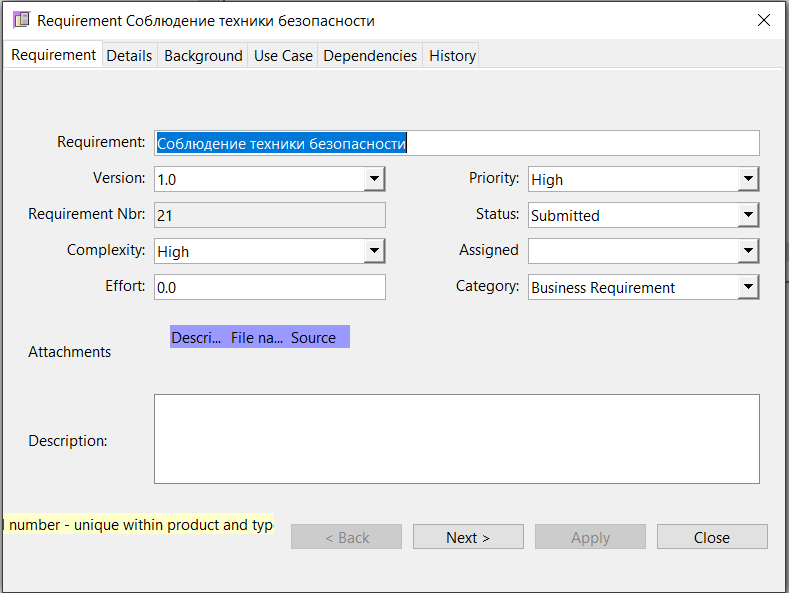 Requirement Соблюдение техники безопасности
Requirement Details Background Use Case Dependencies History
Requirement: Соблюдение техники безопасности
Version: 1.0 Priority: High
Requirement Nbr: 21 Status: Submitted
Complexity: High Assigned
Effort: 0.0 Category: Business Requirement
Attachments Descri... File na... Source
Description:
number - unique within product and typ
< Back Next > Apply Close